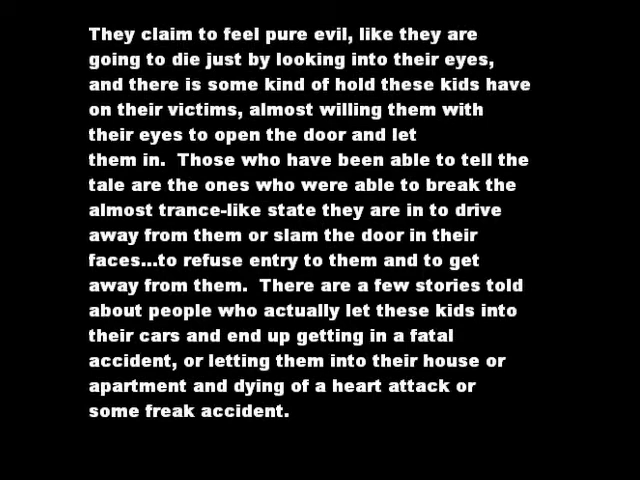 They claim to feel pure evil, like they are
going to die just by looking into their eyes,
and there is some kind of hold these kids have
on their victims, almost willing them with
their eyes to open the door and let
them in.  Those who have been able to tell the
tale are the ones who were able to break the
almost trance-like state they are in to drive
away from them or slam the door in their
faces...to refuse entry to them and to get
away from them.  There are a few stories told
about people who actually let these kids into
their cars and end up getting in a fatal
accident, or letting them into their house or
apartment and dying of a heart attack or
some freak accident.